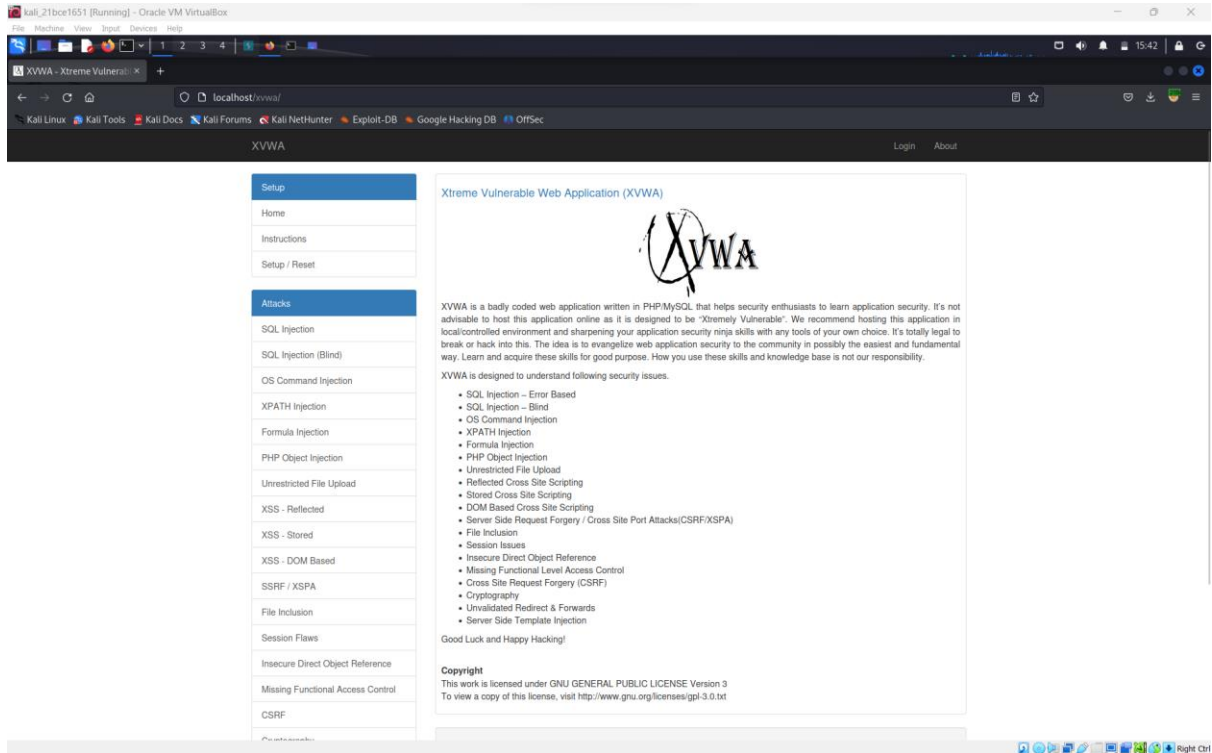 kali_21bce1651 [Running] - Oracle VM VirtualBox
File Machine View Input Devices Help
1 2 3 4
15:42
XVWA - Xtreme Vulnerabl
localhost/xvwa/
Kali Linux Kali Tools Kali Docs Kali Forums Kali NetHunter Exploit-DB Google Hacking DB OffSec
XVWA
Login About
Setup
Home
Instructions
Setup / Reset
Attacks
SQL Injection
SQL Injection (Blind)
OS Command Injection
XPATH Injection
Formula Injection
PHP Object Injection
Unrestricted File Upload
XSS - Reflected
XSS - Stored
XSS - DOM Based
SSRF / XSPA
File Inclusion
Session Flaws
Insecure Direct Object Reference
Missing Functional Access Control
CSRF
Cryptography
Xtreme Vulnerable Web Application (XVWA)
XVWA
XVWA is a badly coded web application written in PHP/MySQL that helps security enthusiasts to learn application security. It's not
advisable to host this application online as it is designed to be "Xtremely Vulnerable". We recommend hosting this application in
local/controlled environment and sharpening your application security ninja skills with any tools of your own choice. It's totally legal to
break or hack into this. The idea is to evangelize web application security to the community in possibly the easiest and fundamental
way. Learn and acquire these skills for good purpose. How you use these skills and knowledge base is not our responsibility.
XVWA is designed to understand following security issues.
• SQL Injection – Error Based
• SQL Injection – Blind
• OS Command Injection
• XPATH Injection
• Formula Injection
• PHP Object Injection
• Unrestricted File Upload
• Reflected Cross Site Scripting
• Stored Cross Site Scripting
• DOM Based Cross Site Scripting
• Server Side Request Forgery / Cross Site Port Attacks(CSRF/XSPA)
• File Inclusion
• Session Issues
• Insecure Direct Object Reference
• Missing Functional Level Access Control
• Cross Site Request Forgery (CSRF)
• Cryptography
• Unvalidated Redirect & Forwards
• Server Side Template Injection
Good Luck and Happy Hacking!
Copyright
This work is licensed under GNU GENERAL PUBLIC LICENSE Version 3
To view a copy of this license, visit http://www.gnu.org/licenses/gpl-3.0.txt
Right Ctrl